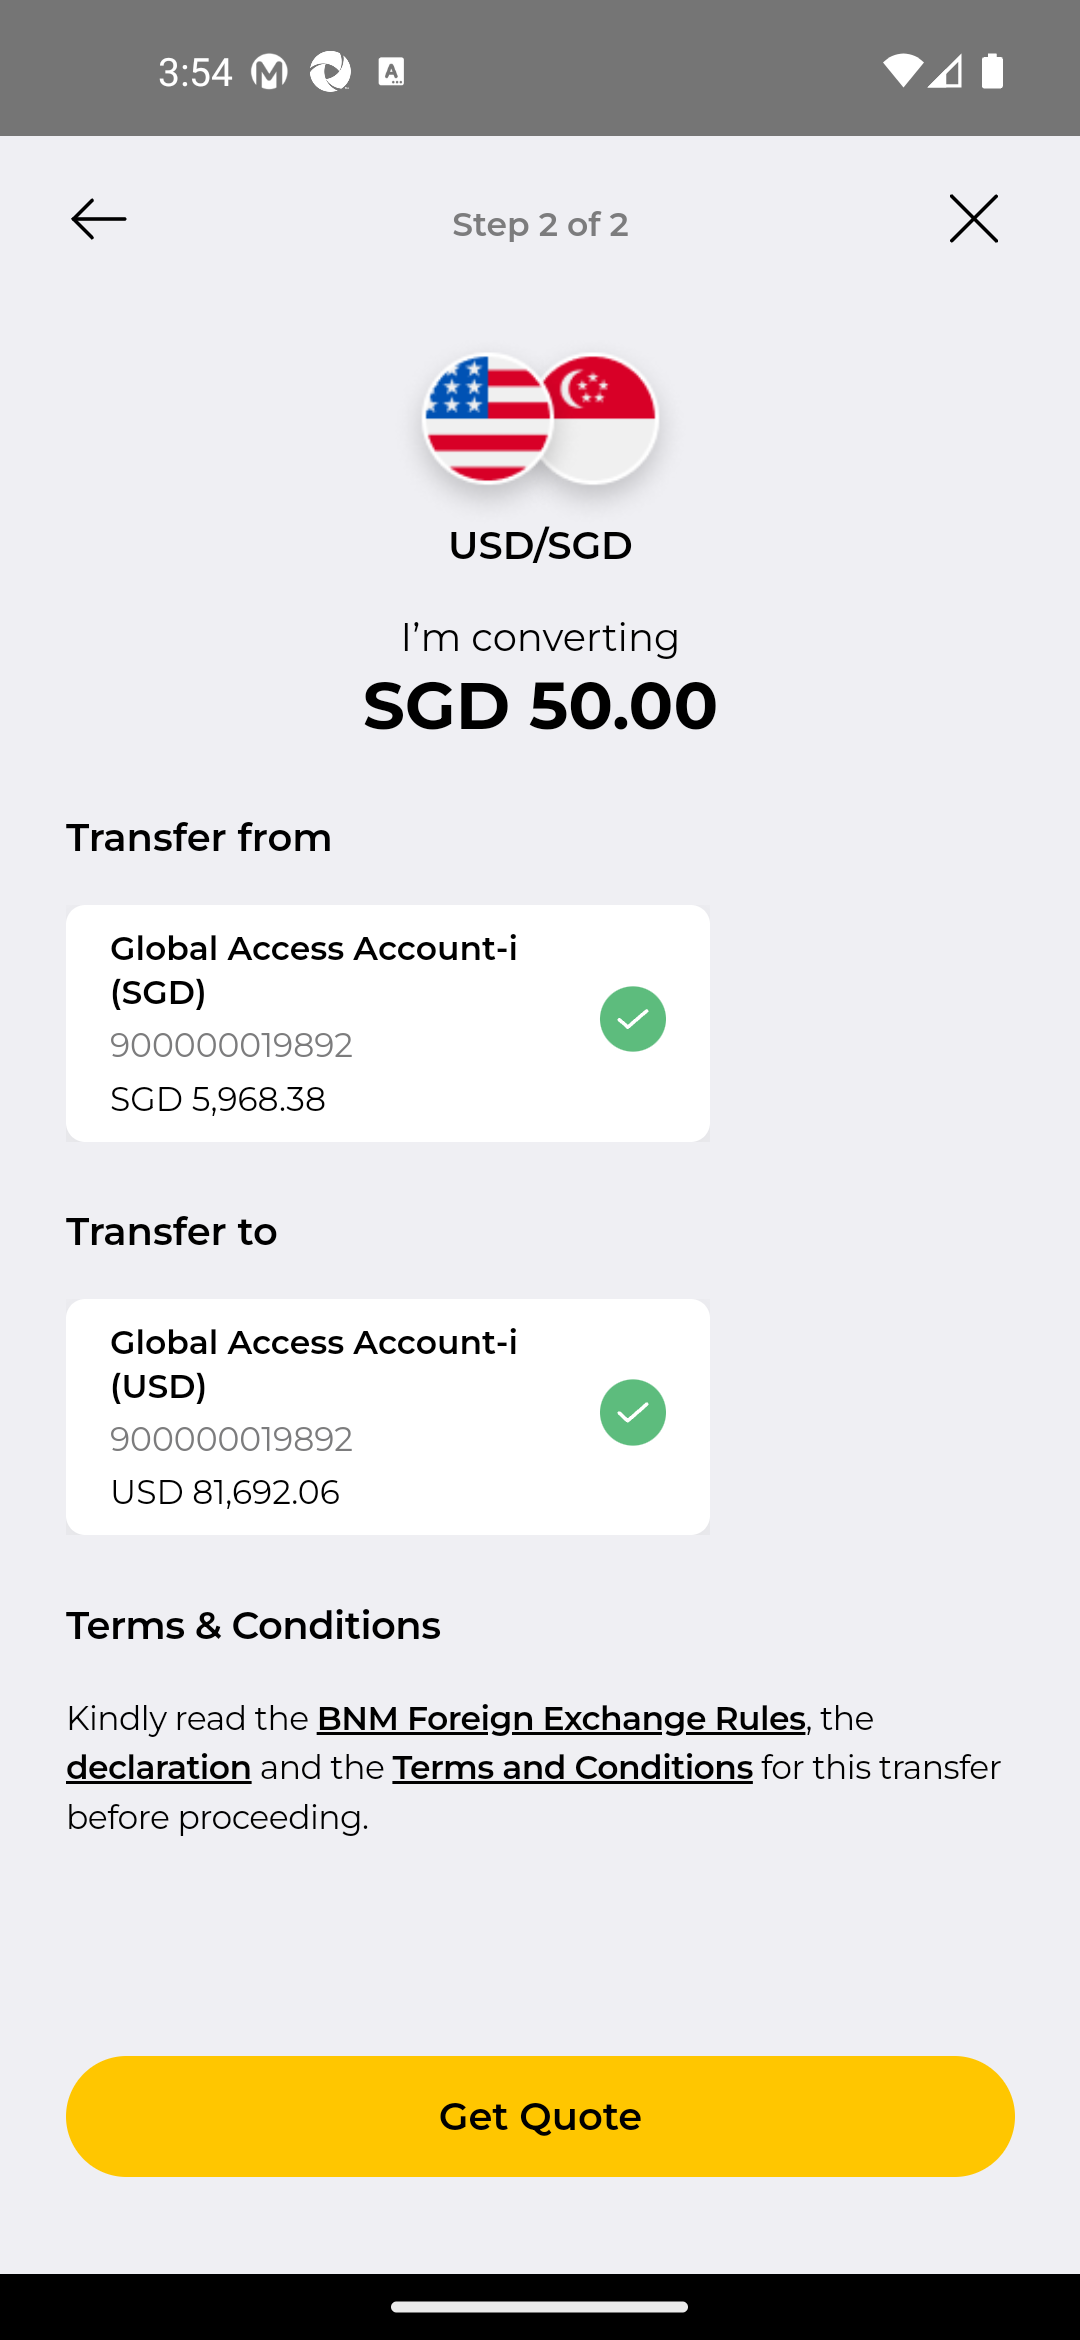 3:54
Step 2 of 2
USD/SGD
I’m converting
SGD 50.00
Transfer from
Global Access Account-i
(SGD)
900000019892
SGD 5,968.38
Transfer to
Global Access Account-i
(USD)
900000019892
USD 81,692.06
Terms & Conditions
Kindly read the BNM Foreign Exchange Rules, the
declaration and the Terms and Conditions for this transfer
before proceeding.
Get Quote